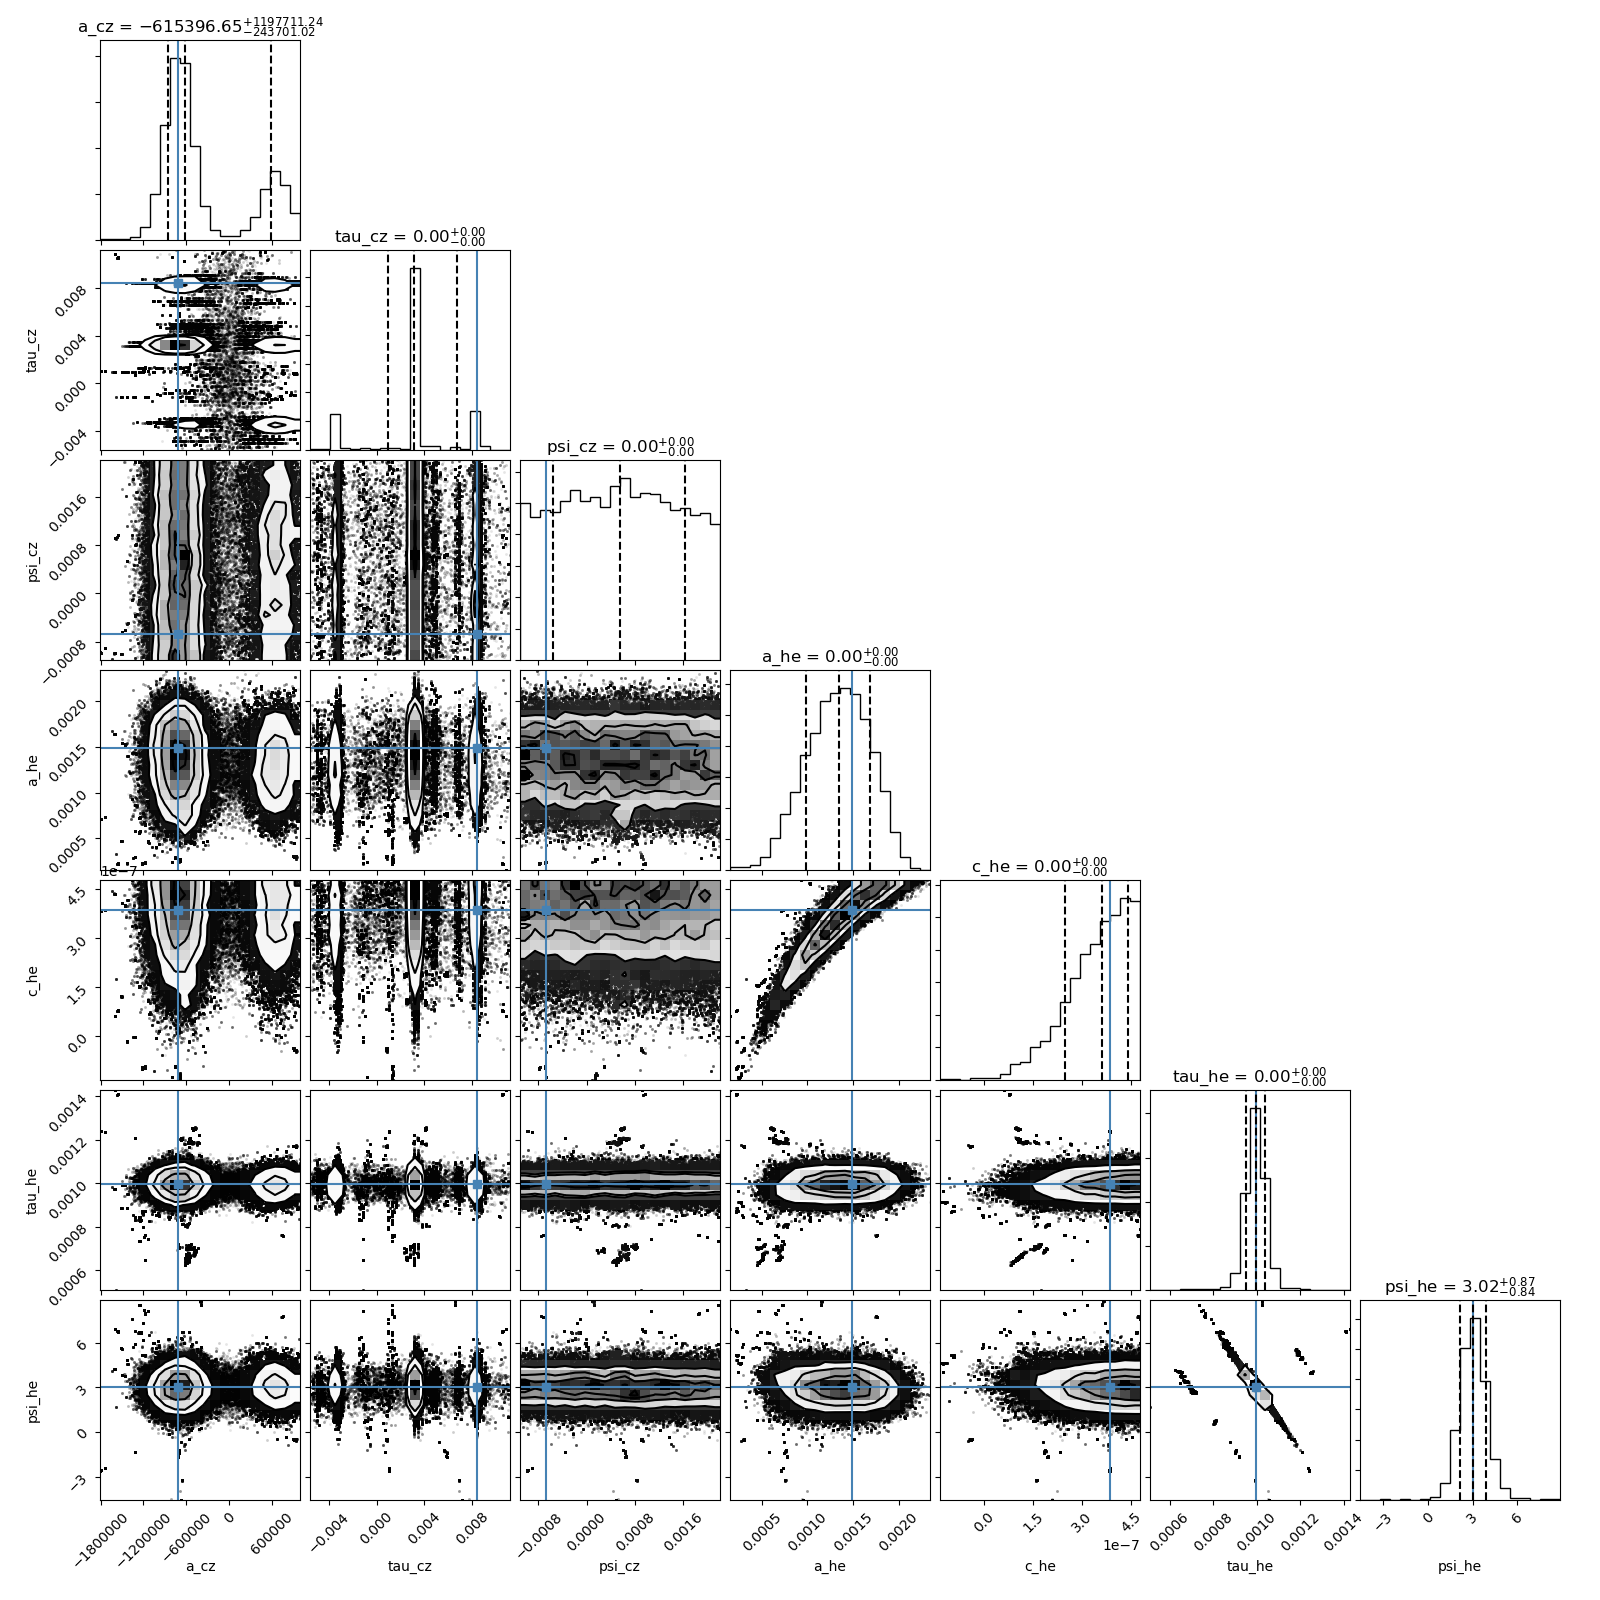 a_cz = −615396.65+1197711.24−243701.02
tau_cz = 0.00+0.00−0.00
0.008
0.004
0.000
−0.004
tau_cz
psi_cz = 0.00+0.00−0.00
0.0016
0.0008
0.0000
−0.0008
psi_cz
a_he = 0.00+0.00−0.00
0.0020
0.0015
0.0010
0.0005
a_he
1e−7
c_he = 0.00+0.00−0.00
4.5
3.0
1.5
0.0
c_he
tau_he = 0.00+0.00−0.00
0.0014
0.0012
0.0010
0.0008
0.0006
tau_he
psi_he = 3.02+0.87−0.84
6
3
0
−3
psi_he
−1800000 −1200000 −600000 0 600000
−0.004 0.000 0.004 0.008
−0.0008 0.0000 0.0008 0.0016
0.0005 0.0010 0.0015 0.0020
0.0 1.5 3.0 4.5
1e−7
0.0006 0.0008 0.0010 0.0012 0.0014
−3 0 3 6
a_cz tau_cz psi_cz a_he c_he tau_he psi_he